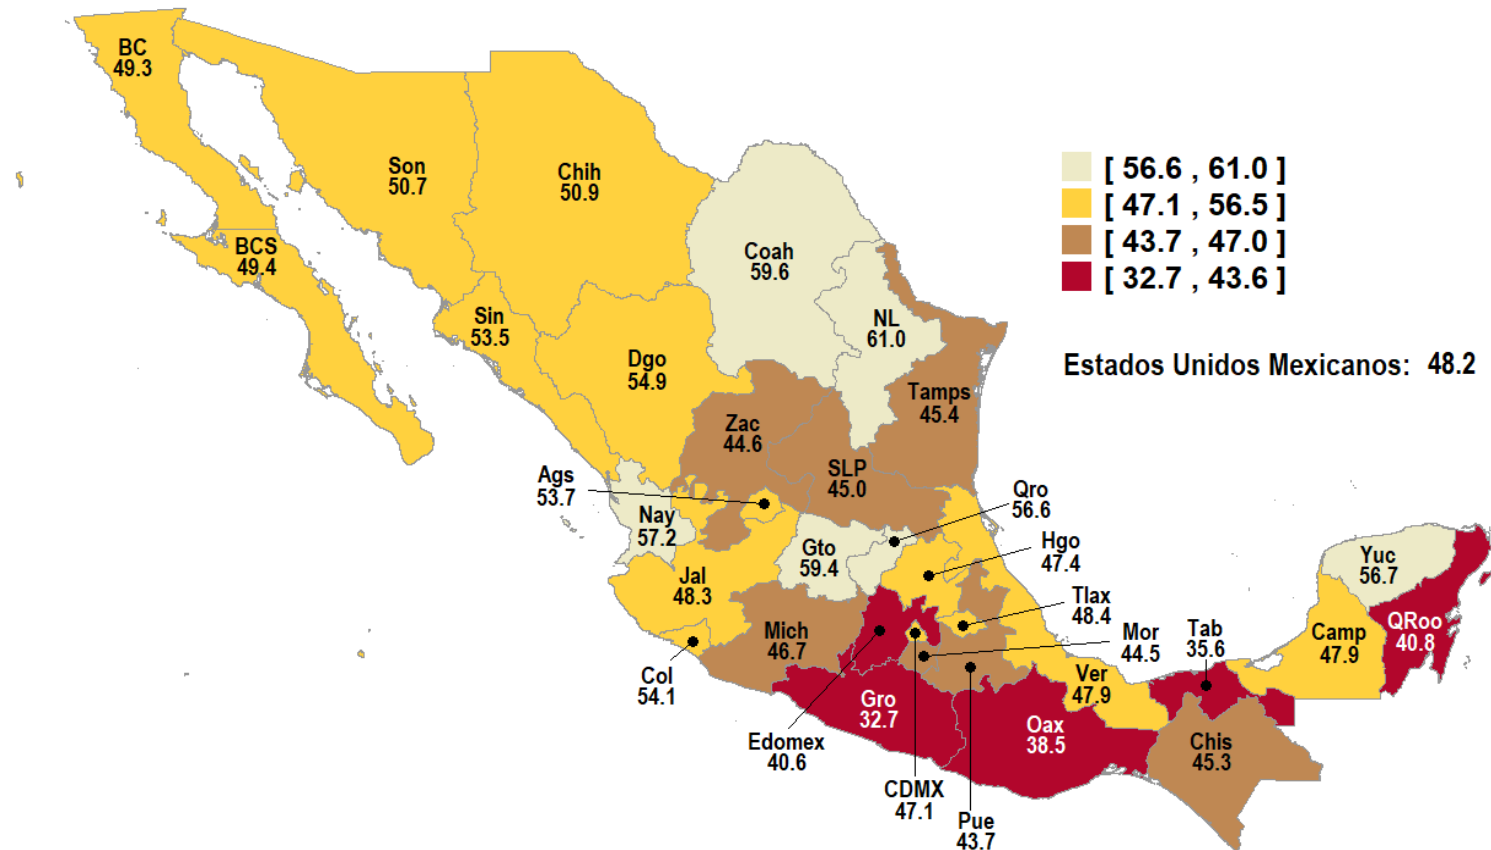 BC
49.3
Son
50.7
Chih
50.9
[ 56.6 , 61.0 ]
[ 47.1 , 56.5 ]
[ 43.7 , 47.0 ]
[ 32.7 , 43.6 ]
BCS
49.4
Coah
59.6
Sin
53.5
NL
61.0
Dgo
54.9
Estados Unidos Mexicanos: 48.2
Tamps
45.4
Zac
44.6
SLP
45.0
Ags
53.7
Qro
56.6
Nay
57.2
Gto
59.4
Hgo
47.4
Yuc
56.7
Jal
48.3
Tlax
48.4
Mich
46.7
Mor
44.5
Tab
35.6
Camp
47.9
QRoo
40.8
Col
54.1
Ver
47.9
Gro
32.7
Oax
38.5
Edomex
40.6
Chis
45.3
CDMX
47.1
Pue
43.7